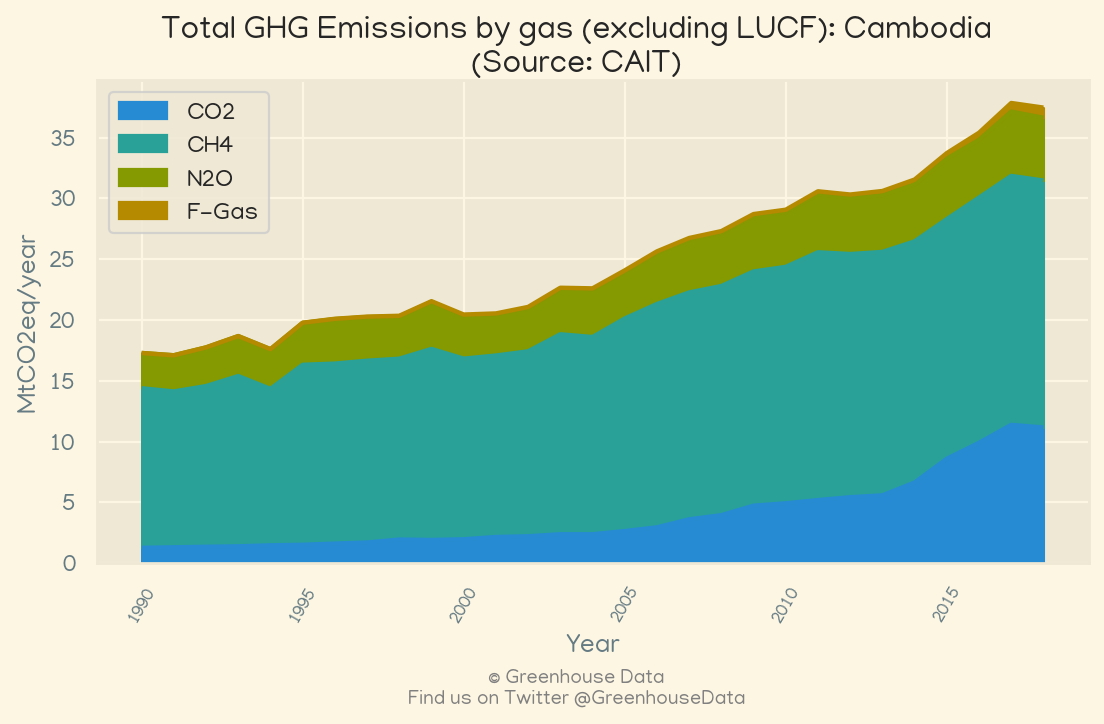 Total GHG Emissions by gas (excluding LUCF): Cambodia
(Source: CAIT)
CO2
CH4
N2O
F-Gas
MtCO2eq/year
35
30
25
20
15
10
5
0
1990
1995
2000
2005
2010
2015
Year
© Greenhouse Data
Find us on Twitter @GreenhouseData